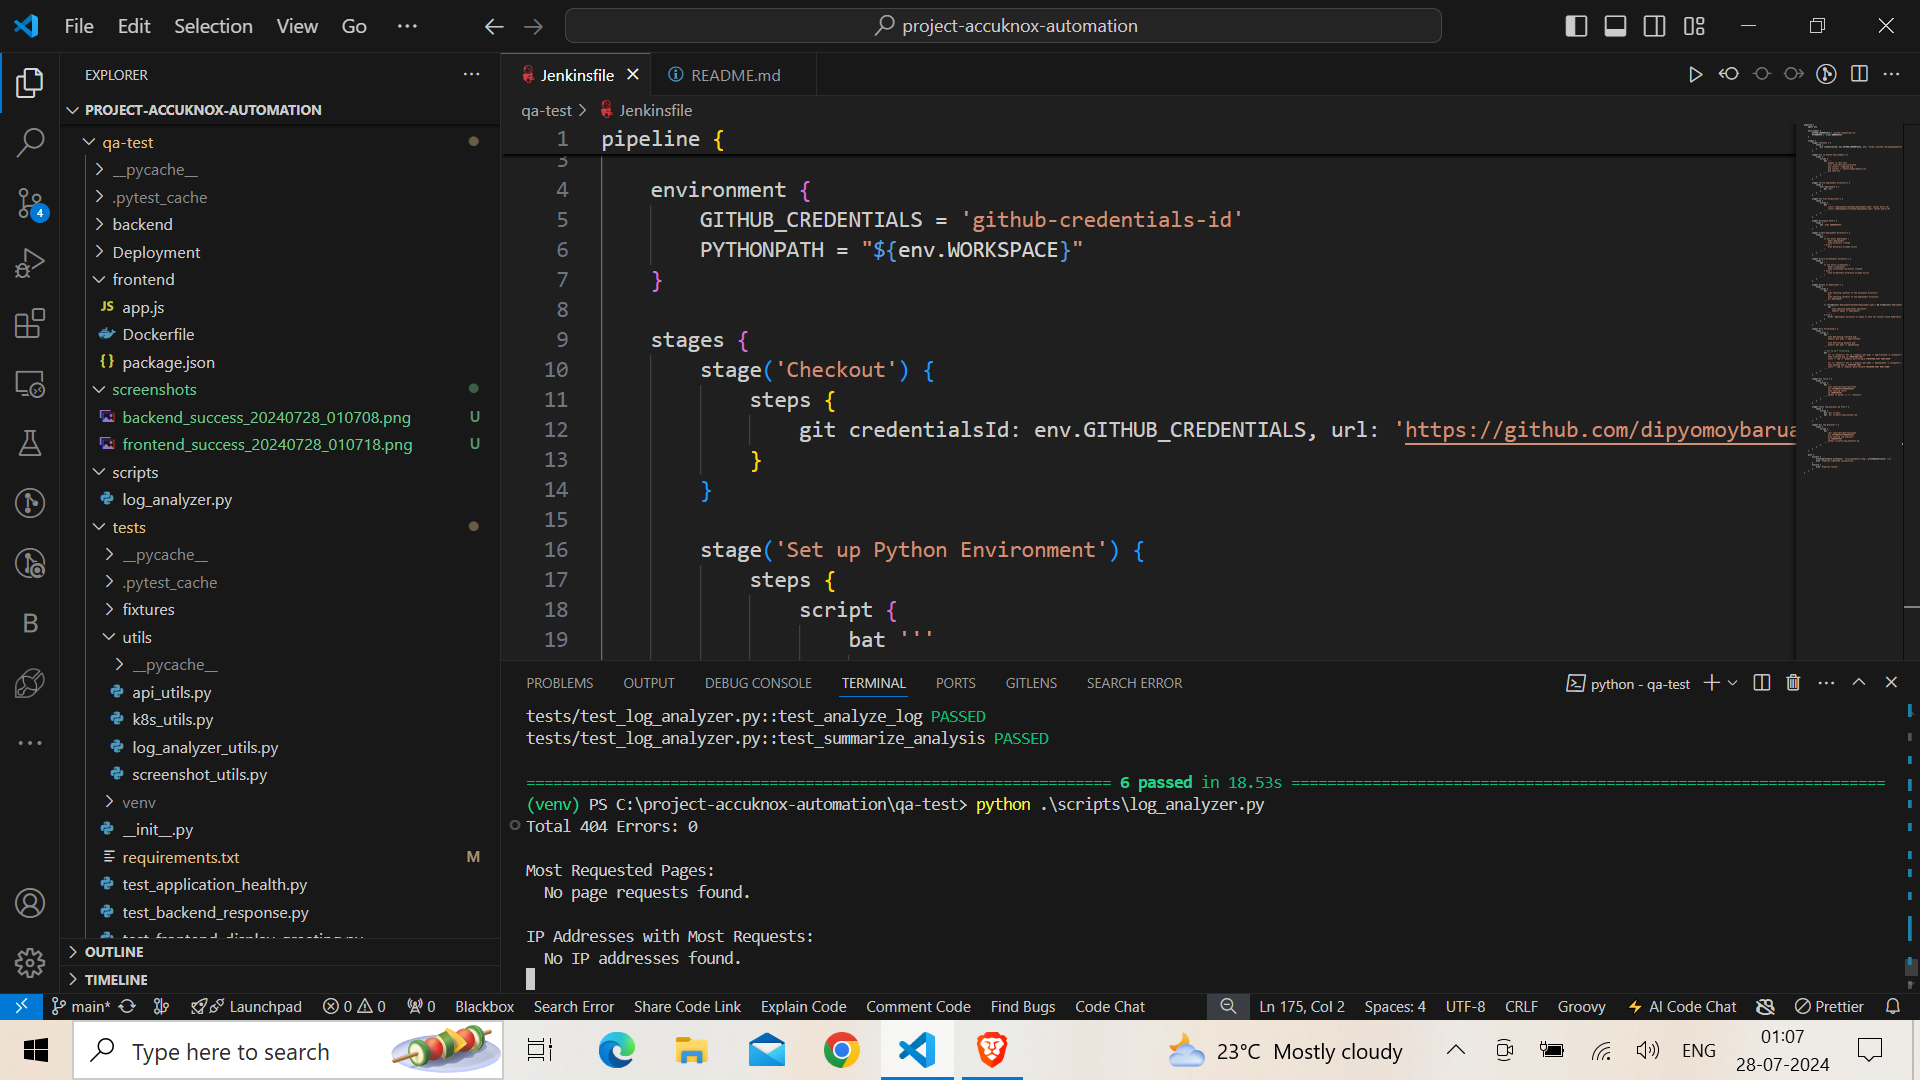 File Edit Selection View Go ···
project-accuknox-automation
EXPLORER
PROJECT-ACCUKNOX-AUTOMATION
qa-test
__pycache__
.pytest_cache
backend
Deployment
frontend
JS app.js
Dockerfile
{} package.json
screenshots
backend_success_20240728_010708.png U
frontend_success_20240728_010718.png U
scripts
log_analyzer.py
tests
__pycache__
.pytest_cache
fixtures
utils
__pycache__
api_utils.py
k8s_utils.py
log_analyzer_utils.py
screenshot_utils.py
venv
__init__.py
requirements.txt M
test_application_health.py
test_backend_response.py
OUTLINE
TIMELINE
4
B
Jenkinsfile README.md
qa-test > Jenkinsfile
1 pipeline {
3
4 environment {
5 GITHUB_CREDENTIALS = 'github-credentials-id'
6 PYTHONPATH = "${env.WORKSPACE}"
7 }
8
9 stages {
10 stage('Checkout') {
11 steps {
12 git credentialsId: env.GITHUB_CREDENTIALS, url: 'https://github.com/dipyomoybarua
13 }
14 }
15
16 stage('Set up Python Environment') {
17 steps {
18 script {
19 bat '''
PROBLEMS OUTPUT DEBUG CONSOLE TERMINAL PORTS GITLENS SEARCH ERROR
python - qa-test
tests/test_log_analyzer.py::test_analyze_log PASSED
tests/test_log_analyzer.py::test_summarize_analysis PASSED
6 passed in 18.53s
(venv) PS C:\project-accuknox-automation\qa-test> python .\scripts\log_analyzer.py
Total 404 Errors: 0
Most Requested Pages:
No page requests found.
IP Addresses with Most Requests:
No IP addresses found.
main* Launchpad 0 0 0 Blackbox Search Error Share Code Link Explain Code Comment Code Find Bugs Code Chat Ln 175, Col 2 Spaces: 4 UTF-8 CRLF Groovy AI Code Chat Prettier
Type here to search
23°C Mostly cloudy
ENG
01:07
28-07-2024